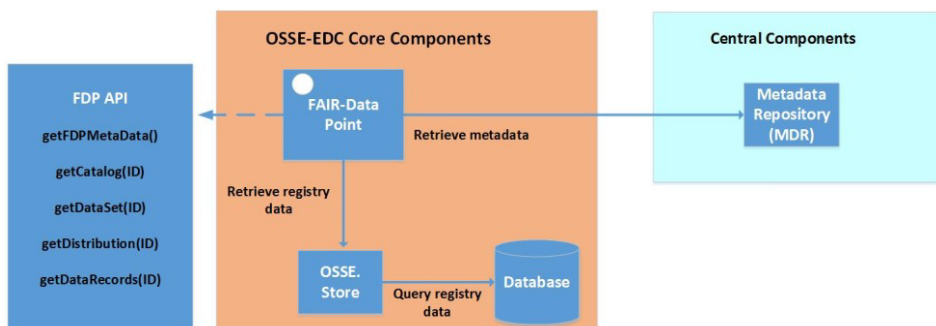 OSSE-EDC Core Components
Central Components
FDP API
getFDPMetaData()
getCatalog(ID)
getDataSet(ID)
getDistribution(ID)
getDataRecords(ID)
FAIR-Data
Point
Retrieve metadata
Metadata
Repository
(MDR)
Retrieve registry
data
OSSE.
Store
Query registry
data
Database